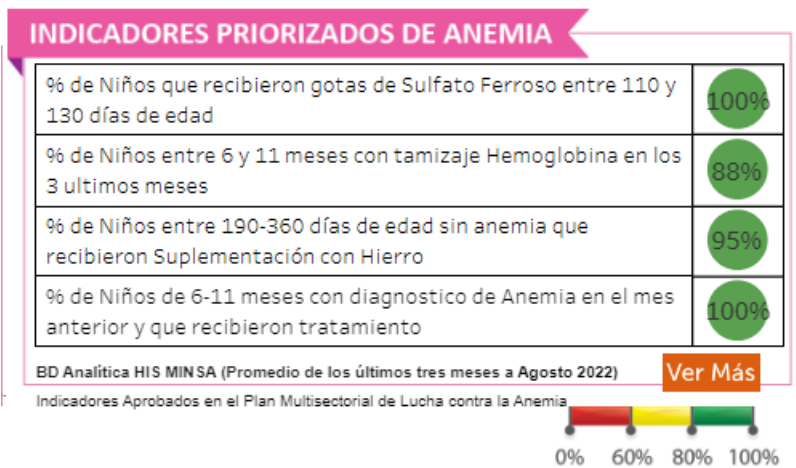 INDICADORES PRIORIZADOS DE ANEMIA
% de Niños que recibieron gotas de Sulfato Ferroso entre 110 y
130 días de edad
100%
% de Niños entre 6 y 11 meses con tamizaje Hemoglobina en los
3 ultimos meses
88%
% de Niños entre 190-360 días de edad sin anemia que
recibieron Suplementación con Hierro
95%
% de Niños de 6-11 meses con diagnostico de Anemia en el mes
anterior y que recibieron tratamiento
100%
BD Analítica HIS MINSA (Promedio de los últimos tres meses a Agosto 2022)
Ver Más
Indicadores Aprobados en el Plan Multisectorial de Lucha contra la Anemia
0% 60% 80% 100%